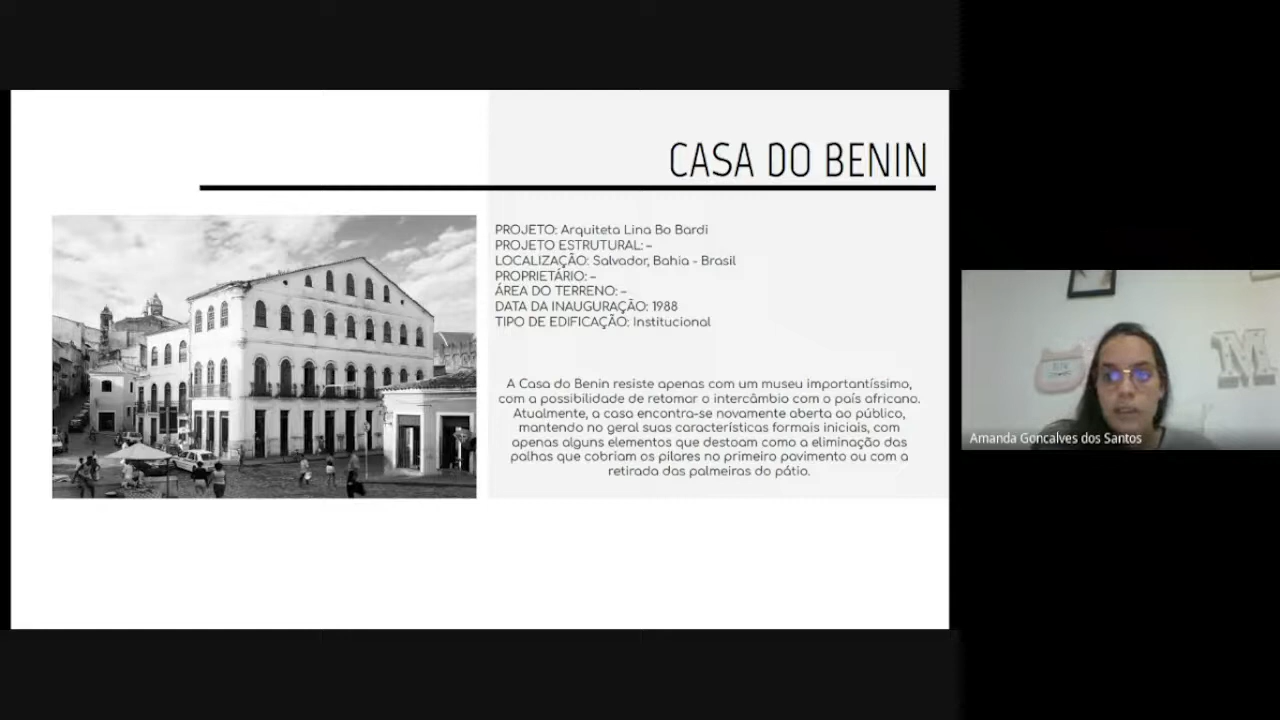 CASA DO BENIN
PROJETO: Arquiteta Lina Bo Bardi
PROJETO ESTRUTURAL: –
LOCALIZAÇÃO: Salvador, Bahia - Brasil
PROPRIETÁRIO: –
ÁREA DO TERRENO: –
DATA DA INAUGURAÇÃO: 1988
TIPO DE EDIFICAÇÃO: Institucional
A Casa do Benin resiste apenas com um museu importantíssimo,
com a possibilidade de retomar o intercâmbio com o país africano.
Atualmente, a casa encontra-se novamente aberta ao público,
mantendo no geral suas características formais iniciais, com
apenas alguns elementos que destoam como a eliminação das
palhas que cobriam os pilares no primeiro pavimento ou com a
retirada das palmeiras do pátio.
M
Amanda Goncalves dos Santos